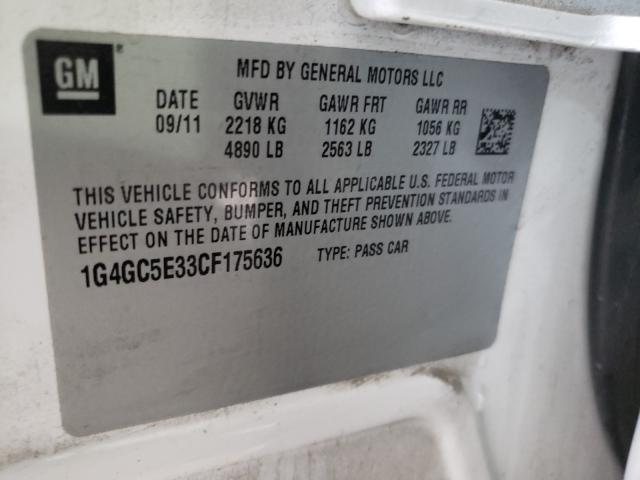 GM®
MFD BY GENERAL MOTORS LLC
DATE GVWR GAWR FRT GAWR RR
09/11 2218 KG 1162 KG 1056 KG
4890 LB 2563 LB 2327 LB
THIS VEHICLE CONFORMS TO ALL APPLICABLE U.S. FEDERAL MOTOR
VEHICLE SAFETY, BUMPER, AND THEFT PREVENTION STANDARDS IN
EFFECT ON THE DATE OF MANUFACTURE SHOWN ABOVE.
1G4GC5E33CF175636 TYPE: PASS CAR